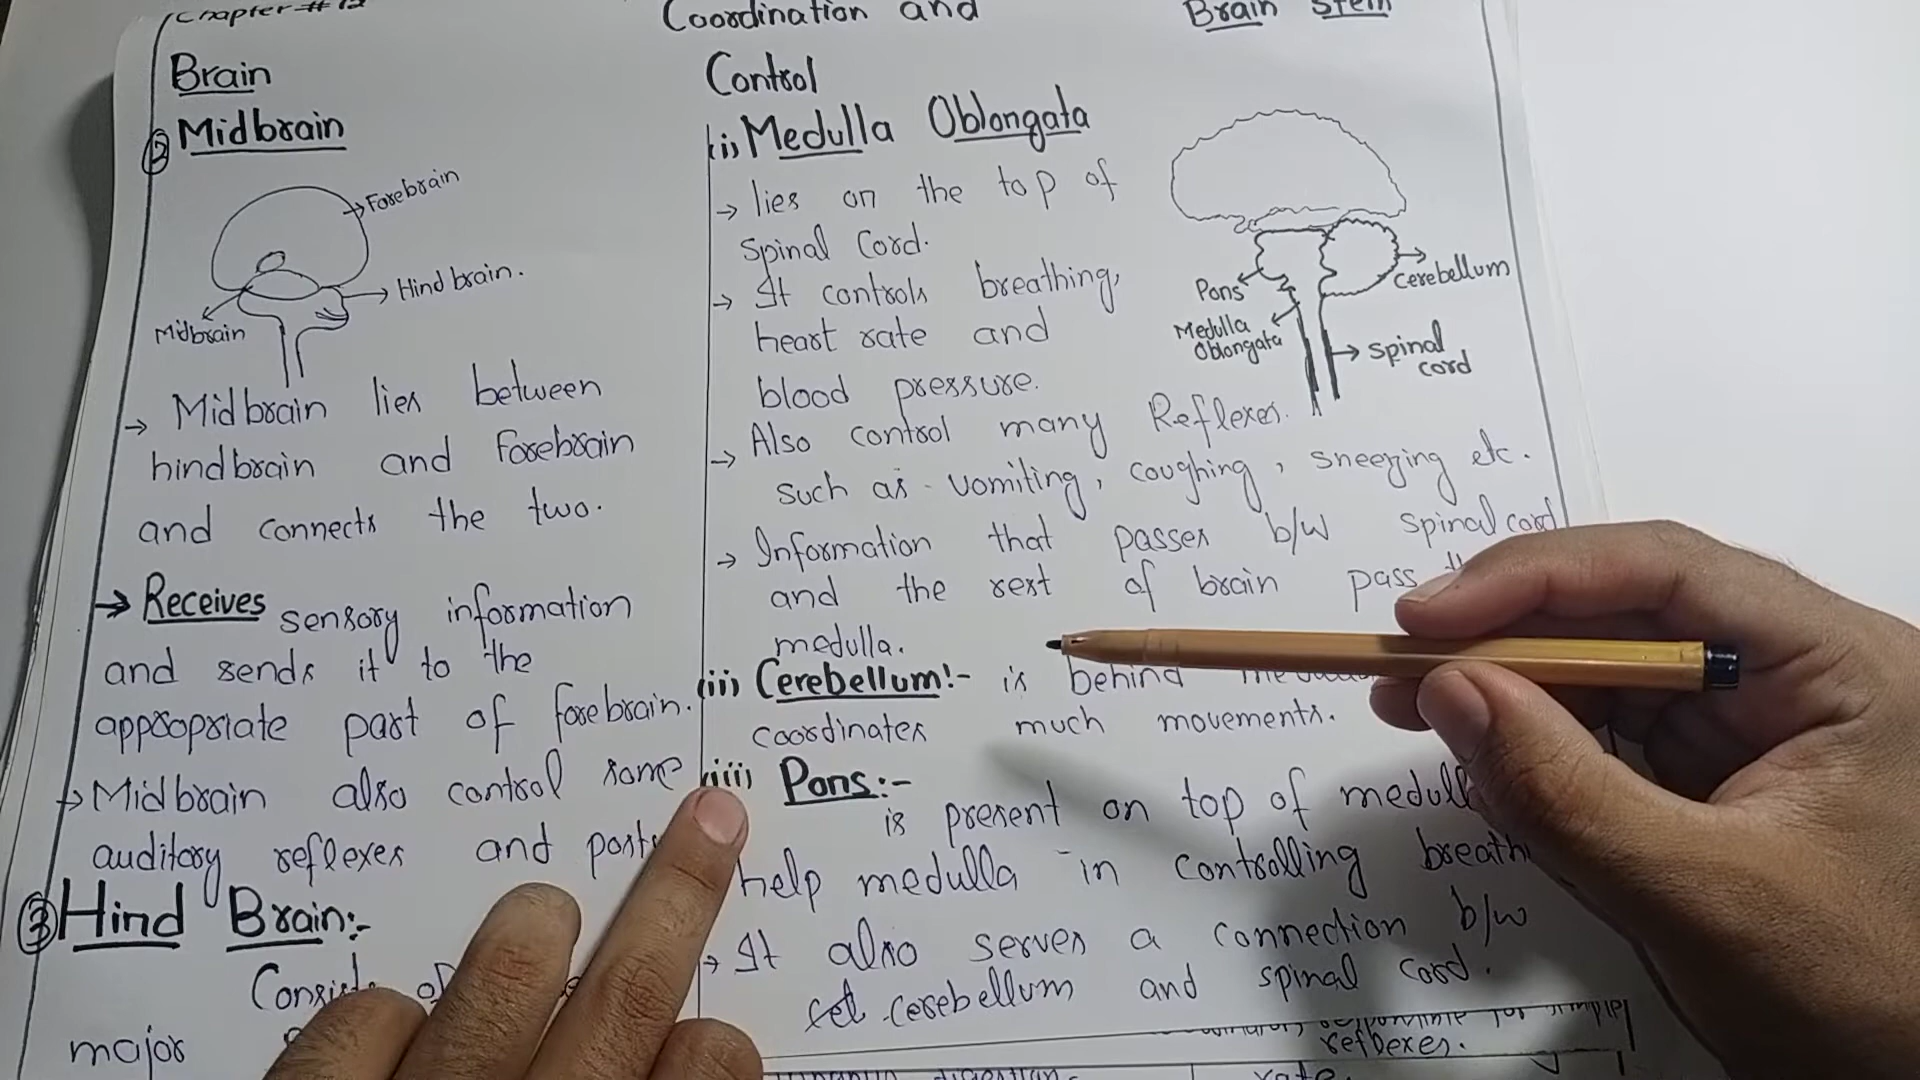 Chapter # 12
Coordination and
Brain Stem
Brain
Control
② Midbrain
Forebrain
Hind brain.
Midbrain
→ Midbrain lies between
hindbrain and Forebrain
and connects the two.
→ Receives sensory information
and sends it to the
appropriate part of forebrain.
→ Midbrain also control some
auditory reflexes and
③ Hind Brain:-
Consists of
major
(i) Medulla Oblongata
→ lies on the top of
Spinal Cord.
→ It controls breathing,
heart rate and
blood pressure.
→ Also control many Reflexes.
such as - vomiting, coughing, sneezing etc.
→ Information that passes b/w spinal cord
and the rest of brain pass
medulla.
Pons
Cerebellum
Medulla
Oblongata
Spinal
cord
(ii) Cerebellum:- is behind
coordinates much movements.
(iii) Pons:-
is present on top of
help medulla in controlling
→ It also serves a connection b/w
cerebellum and spinal cord.
reflexes.
rate.